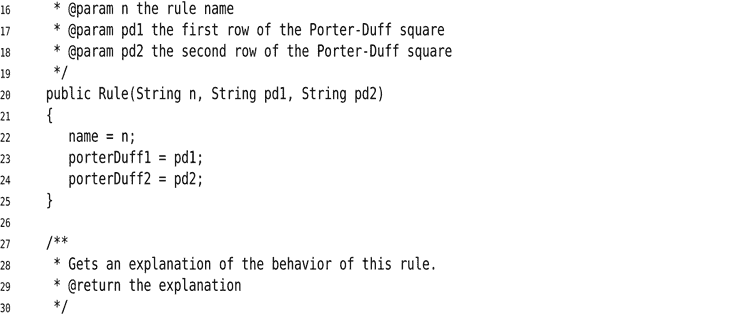 16       * @param n the rule name
17       * @param pd1 the first row of the Porter-Duff square
18       * @param pd2 the second row of the Porter-Duff square
19       */
20      public Rule(String n, String pd1, String pd2)
21      {
22         name = n;
23         porterDuff1 = pd1;
24         porterDuff2 = pd2;
25      }
26
27      /**
28       * Gets an explanation of the behavior of this rule.
29       * @return the explanation
30       */